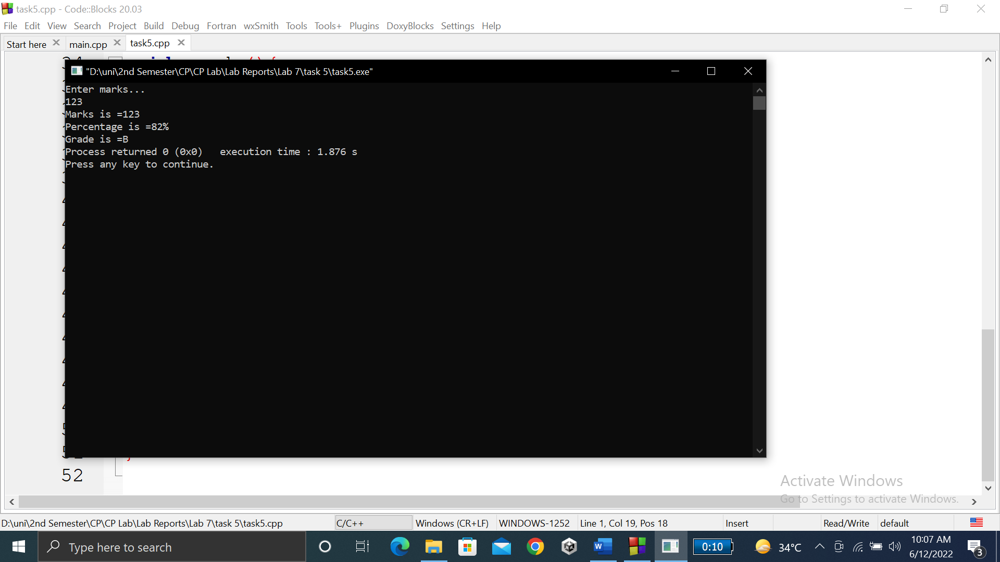 task5.cpp - Code::Blocks 20.03
File Edit View Search Project Build Debug Fortran wxSmith Tools Tools+ Plugins DoxyBlocks Settings Help
Start here main.cpp task5.cpp
"D:\uni\2nd Semester\CP\CP Lab\Lab Reports\Lab 7\task 5\task5.exe"
Enter marks...
123
Marks is =123
Percentage is =82%
Grade is =B
Process returned 0 (0x0)   execution time : 1.876 s
Press any key to continue.
52
Activate Windows
Go to Settings to activate Windows.
D:\uni\2nd Semester\CP\CP Lab\Lab Reports\Lab 7\task 5\task5.cpp C/C++ Windows (CR+LF) WINDOWS-1252 Line 1, Col 19, Pos 18 Insert Read/Write default
Type here to search 0:10 34°C 10:07 AM
6/12/2022 3